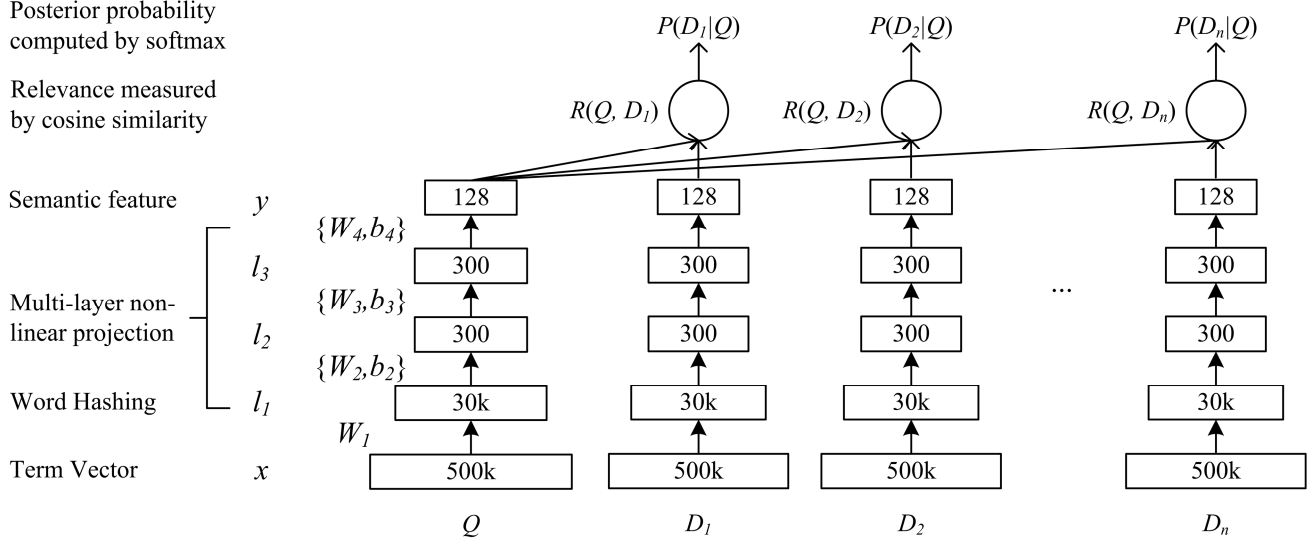 Posterior probability
computed by softmax
P(D1|Q) P(D2|Q) P(Dn|Q)
Relevance measured
by cosine similarity
R(Q, D1) R(Q, D2) R(Q, Dn)
Semantic feature y 128 128 128 128
{W4,b4}
l3 300 300 300 300
Multi-layer non-
linear projection
{W3,b3} ...
l2 300 300 300 300
{W2,b2}
Word Hashing l1 30k 30k 30k 30k
W1
Term Vector x 500k 500k 500k 500k
Q D1 D2 Dn